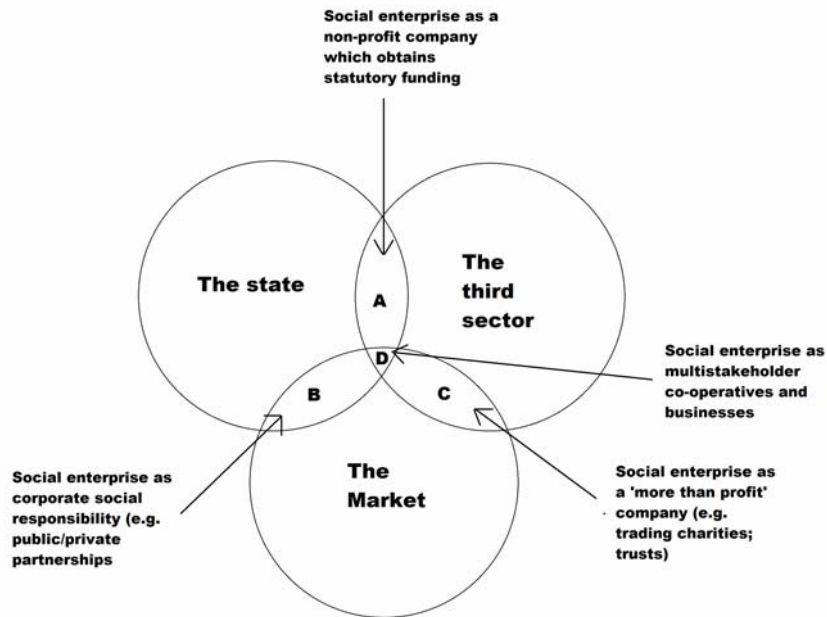 Social enterprise as a
non-profit company
which obtains
statutory funding
The state
The
third
sector
A
D
B
C
Social enterprise as
multistakeholder
co-operatives and
businesses
The
Market
Social enterprise as
corporate social
responsibility (e.g.
public/private
partnerships
Social enterprise as
a 'more than profit'
company (e.g.
trading charities;
trusts)